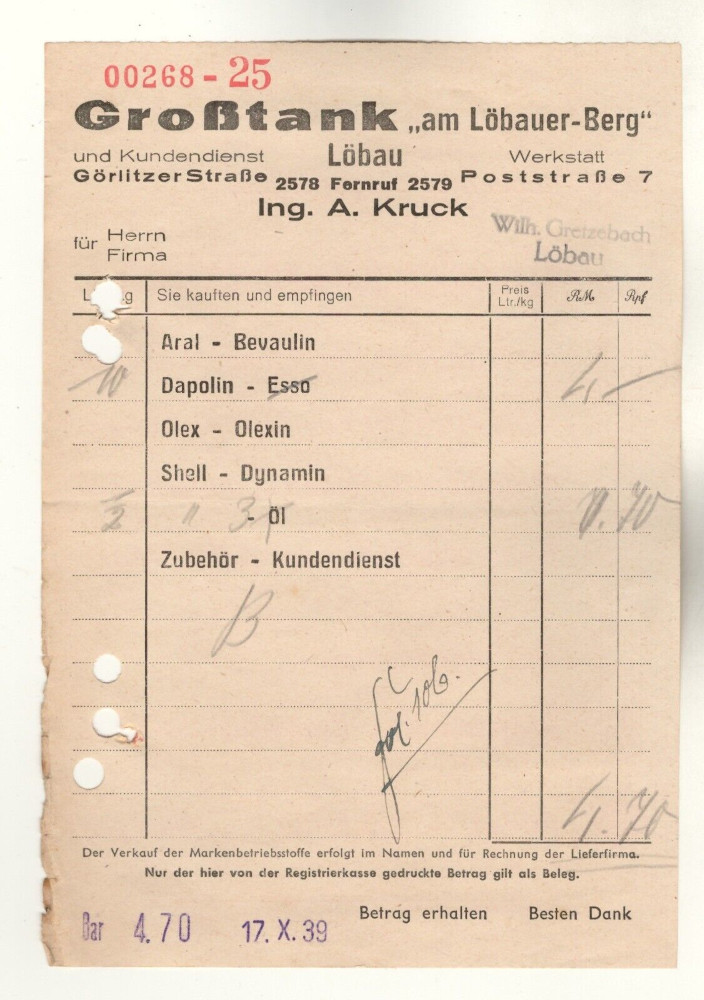 00268 - 25
Großtank „am Löbauer-Berg“
und Kundendienst Löbau Werkstatt
Görlitzer Straße 2578 Fernruf 2579 Poststraße 7
Ing. A. Kruck
für Herrn
Firma
Wilh. Gretzebach
Löbau
L g Sie kauften und empfingen Preis Ltr./kg RM Rpf
Aral - Bevaulin
10 Dapolin - Esso 4,-
Olex - Olexin
Shell - Dynamin
1/2 " - Öl 0.70
Zubehör - Kundendienst
B
4.70
Der Verkauf der Markenbetriebsstoffe erfolgt im Namen und für Rechnung der Lieferfirma.
Nur der hier von der Registrierkasse gedruckte Betrag gilt als Beleg.
Betrag erhalten Besten Dank
Bar 4.70 17. X. 39